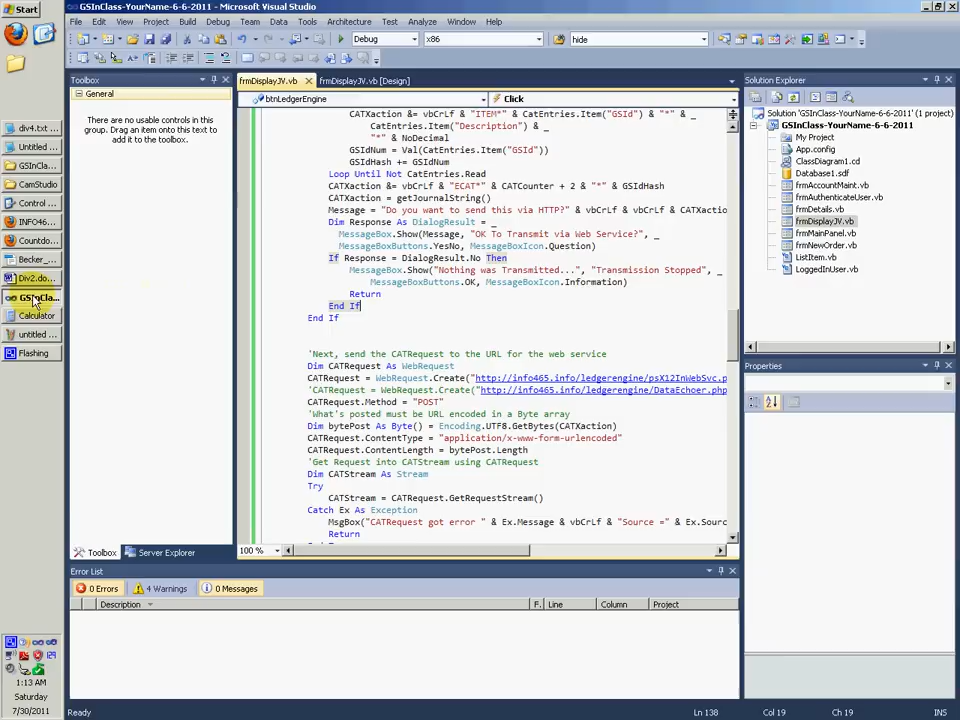 Start
GSInClass-YourName-6-6-2011 - Microsoft Visual Studio
File Edit View Project Build Debug Team Data Tools Architecture Test Analyze Window Help
Debug x86 hide
Toolbox
General
There are no usable controls in this
group. Drag an item onto this text to
add it to the toolbox.
frmDisplayJV.vb frmDisplayJV.vb [Design]
btnLedgerEngine Click
CATXaction &= vbCrLf & "ITEM*" & CatEntries.Item("GSId") & "*" & _
CatEntries.Item("Description") & _
"*" & NoDecimal
GSIdNum = Val(CatEntries.Item("GSId"))
GSIdHash += GSIdNum
Loop Until Not CatEntries.Read
CATXaction &= vbCrLf & "ECAT*" & CATCounter + 2 & "*" & GSIdHash
CATXaction = getJournalString()
Message = "Do you want to send this via HTTP?" & vbCrLf & vbCrLf & CATXactio
Dim Response As DialogResult = _
MessageBox.Show(Message, "OK To Transmit via Web Service?", _
MessageBoxButtons.YesNo, MessageBoxIcon.Question)
If Response = DialogResult.No Then
MessageBox.Show("Nothing was Transmitted...", "Transmission Stopped", _
MessageBoxButtons.OK, MessageBoxIcon.Information)
Return
End If
End If
'Next, send the CATRequest to the URL for the web service
Dim CATRequest As WebRequest
CATRequest = WebRequest.Create("http://info465.info/ledgerengine/psX12InWebSvc.p
'CATRequest = WebRequest.Create("http://info465.info/ledgerengine/DataEchoer.php
CATRequest.Method = "POST"
'What's posted must be URL encoded in a Byte array
Dim bytePost As Byte() = Encoding.UTF8.GetBytes(CATXaction)
CATRequest.ContentType = "application/x-www-form-urlencoded"
CATRequest.ContentLength = bytePost.Length
'Get Request into CATStream using CATRequest
Dim CATStream As Stream
Try
CATStream = CATRequest.GetRequestStream()
Catch Ex As Exception
MsgBox("CATRequest got error " & Ex.Message & vbCrLf & "Source =" & Ex.Sourc
Return
100 %
Toolbox Server Explorer
Solution Explorer
Solution 'GSInClass-YourName-6-6-2011' (1 project)
GSInClass-YourName-6-6-2011
My Project
App.config
ClassDiagram1.cd
Database1.sdf
frmAccountMaint.vb
frmAuthenticateUser.vb
frmDetails.vb
frmDisplayJV.vb
frmMainPanel.vb
frmNewOrder.vb
ListItem.vb
LoggedInUser.vb
Properties
div4.txt ...
Untitled ...
GSInCla...
CamStudio
Control ...
INFO46...
Countdo...
Becker_...
Div2.do...
GSInCla...
Calculator
untitled ...
Flashing
Error List
0 Errors 4 Warnings 0 Messages
Description F. Line Column Project
1:13 AM
Saturday
7/30/2011
Ready Ln 138 Col 19 Ch 19 INS